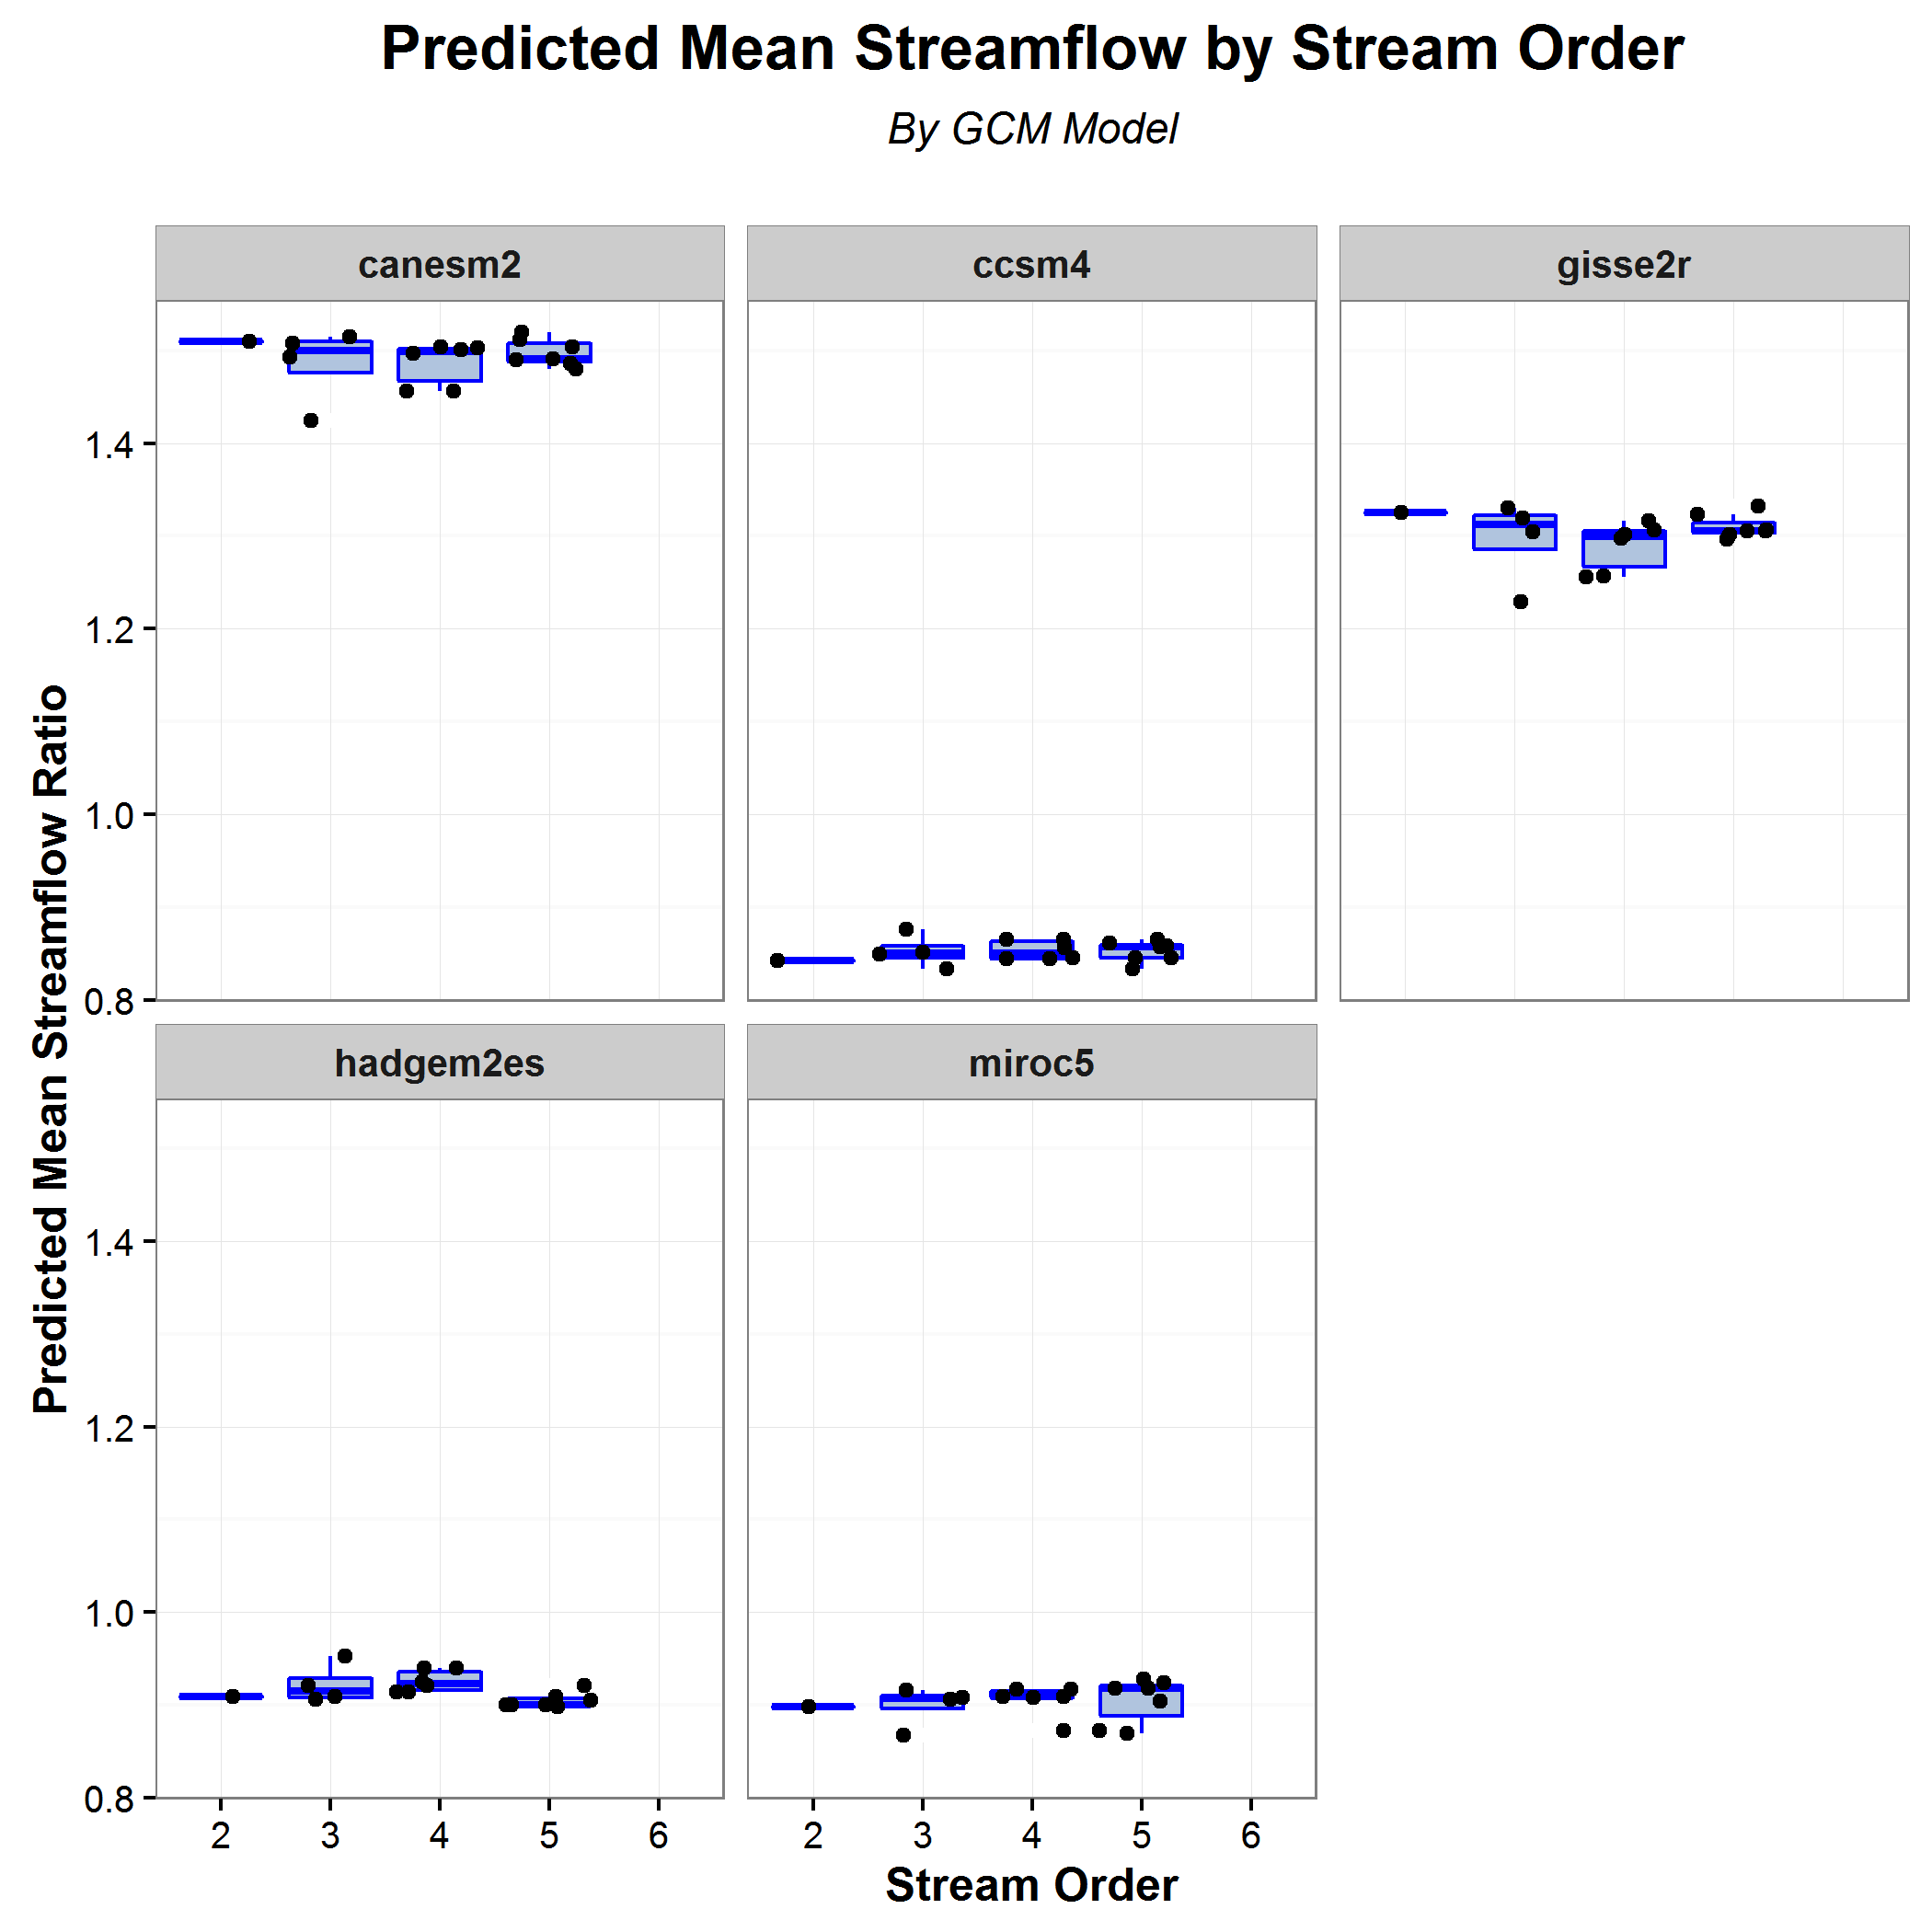 Predicted Mean Streamflow by Stream Order
By GCM Model
canesm2
ccsm4
gisse2r
1.4
1.2
1.0
0.8
Predicted Mean Streamflow Ratio
hadgem2es
miroc5
1.4
1.2
1.0
0.8
2 3 4 5 6
2 3 4 5 6
Stream Order